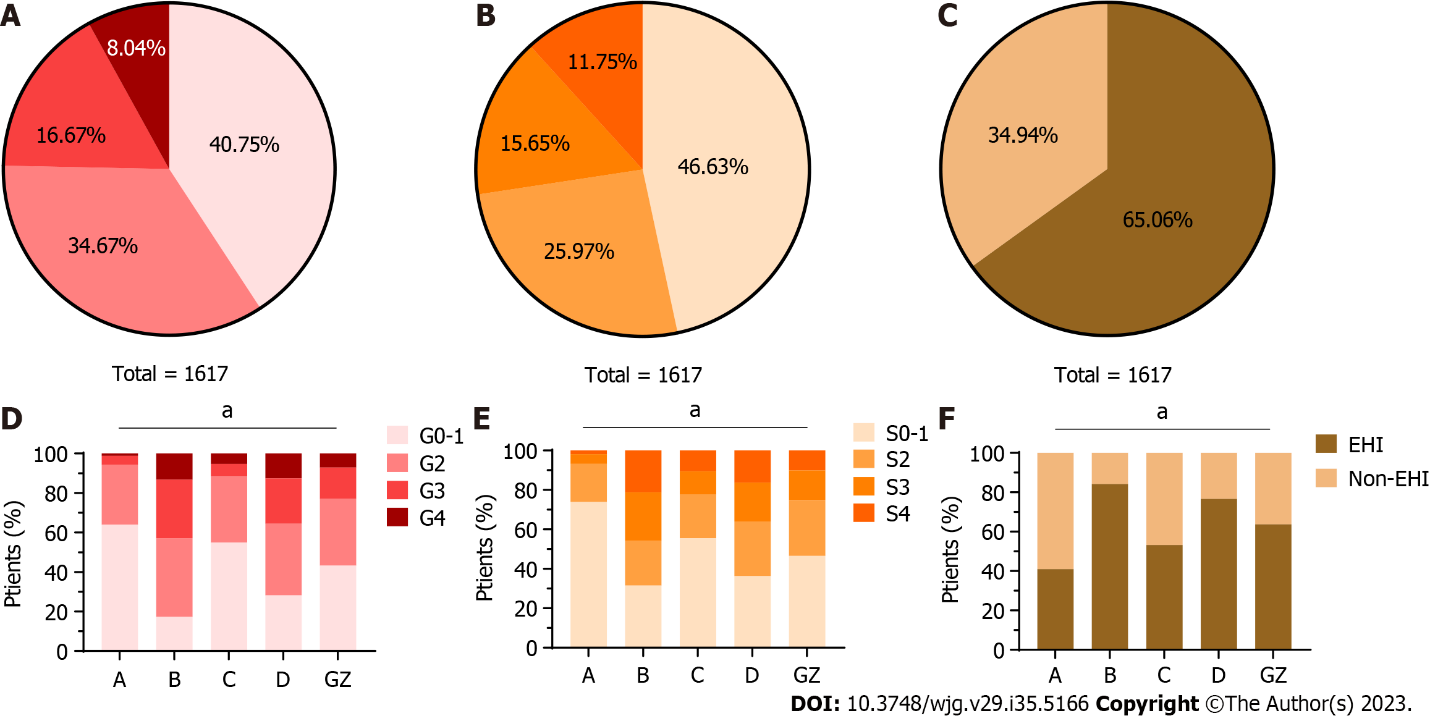 A
8.04%
16.67%
40.75%
34.67%
Total = 1617
B
11.75%
15.65%
46.63%
25.97%
Total = 1617
C
34.94%
65.06%
Total = 1617
D
a
Ptients (%)
100
80
60
40
20
0
A B C D GZ
G0-1
G2
G3
G4
E
a
Ptients (%)
100
80
60
40
20
0
A B C D GZ
S0-1
S2
S3
S4
F
a
Ptients (%)
100
80
60
40
20
0
A B C D GZ
EHI
Non-EHI
DOI: 10.3748/wjg.v29.i35.5166 Copyright ©The Author(s) 2023.